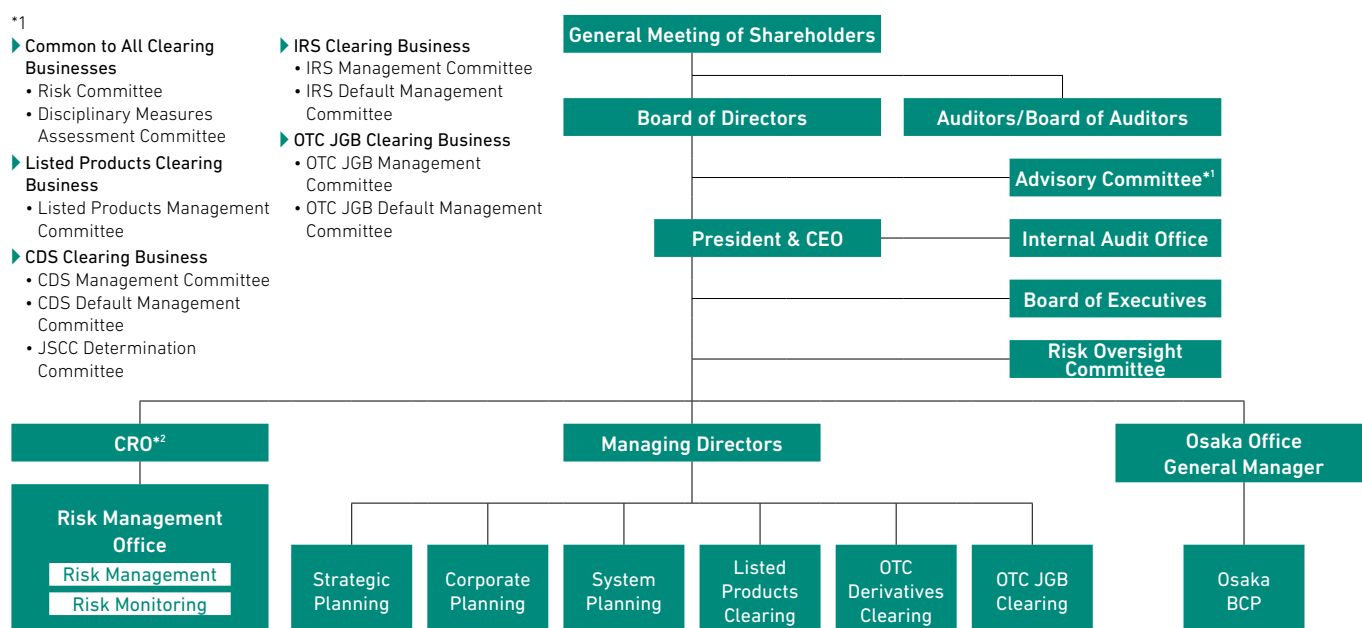 *1
Common to All Clearing
Businesses
• Risk Committee
• Disciplinary Measures
Assessment Committee
Listed Products Clearing
Business
• Listed Products Management
Committee
CDS Clearing Business
• CDS Management Committee
• CDS Default Management
Committee
• JSCC Determination
Committee
IRS Clearing Business
• IRS Management Committee
• IRS Default Management
Committee
OTC JGB Clearing Business
• OTC JGB Management
Committee
• OTC JGB Default Management
Committee
General Meeting of Shareholders
Board of Directors
Auditors/Board of Auditors
Advisory Committee*1
President & CEO
Internal Audit Office
Board of Executives
Risk Oversight
Committee
CRO*2
Managing Directors
Osaka Office
General Manager
Risk Management
Office
Risk Management
Risk Monitoring
Strategic
Planning
Corporate
Planning
System
Planning
Listed
Products
Clearing
OTC
Derivatives
Clearing
OTC JGB
Clearing
Osaka
BCP